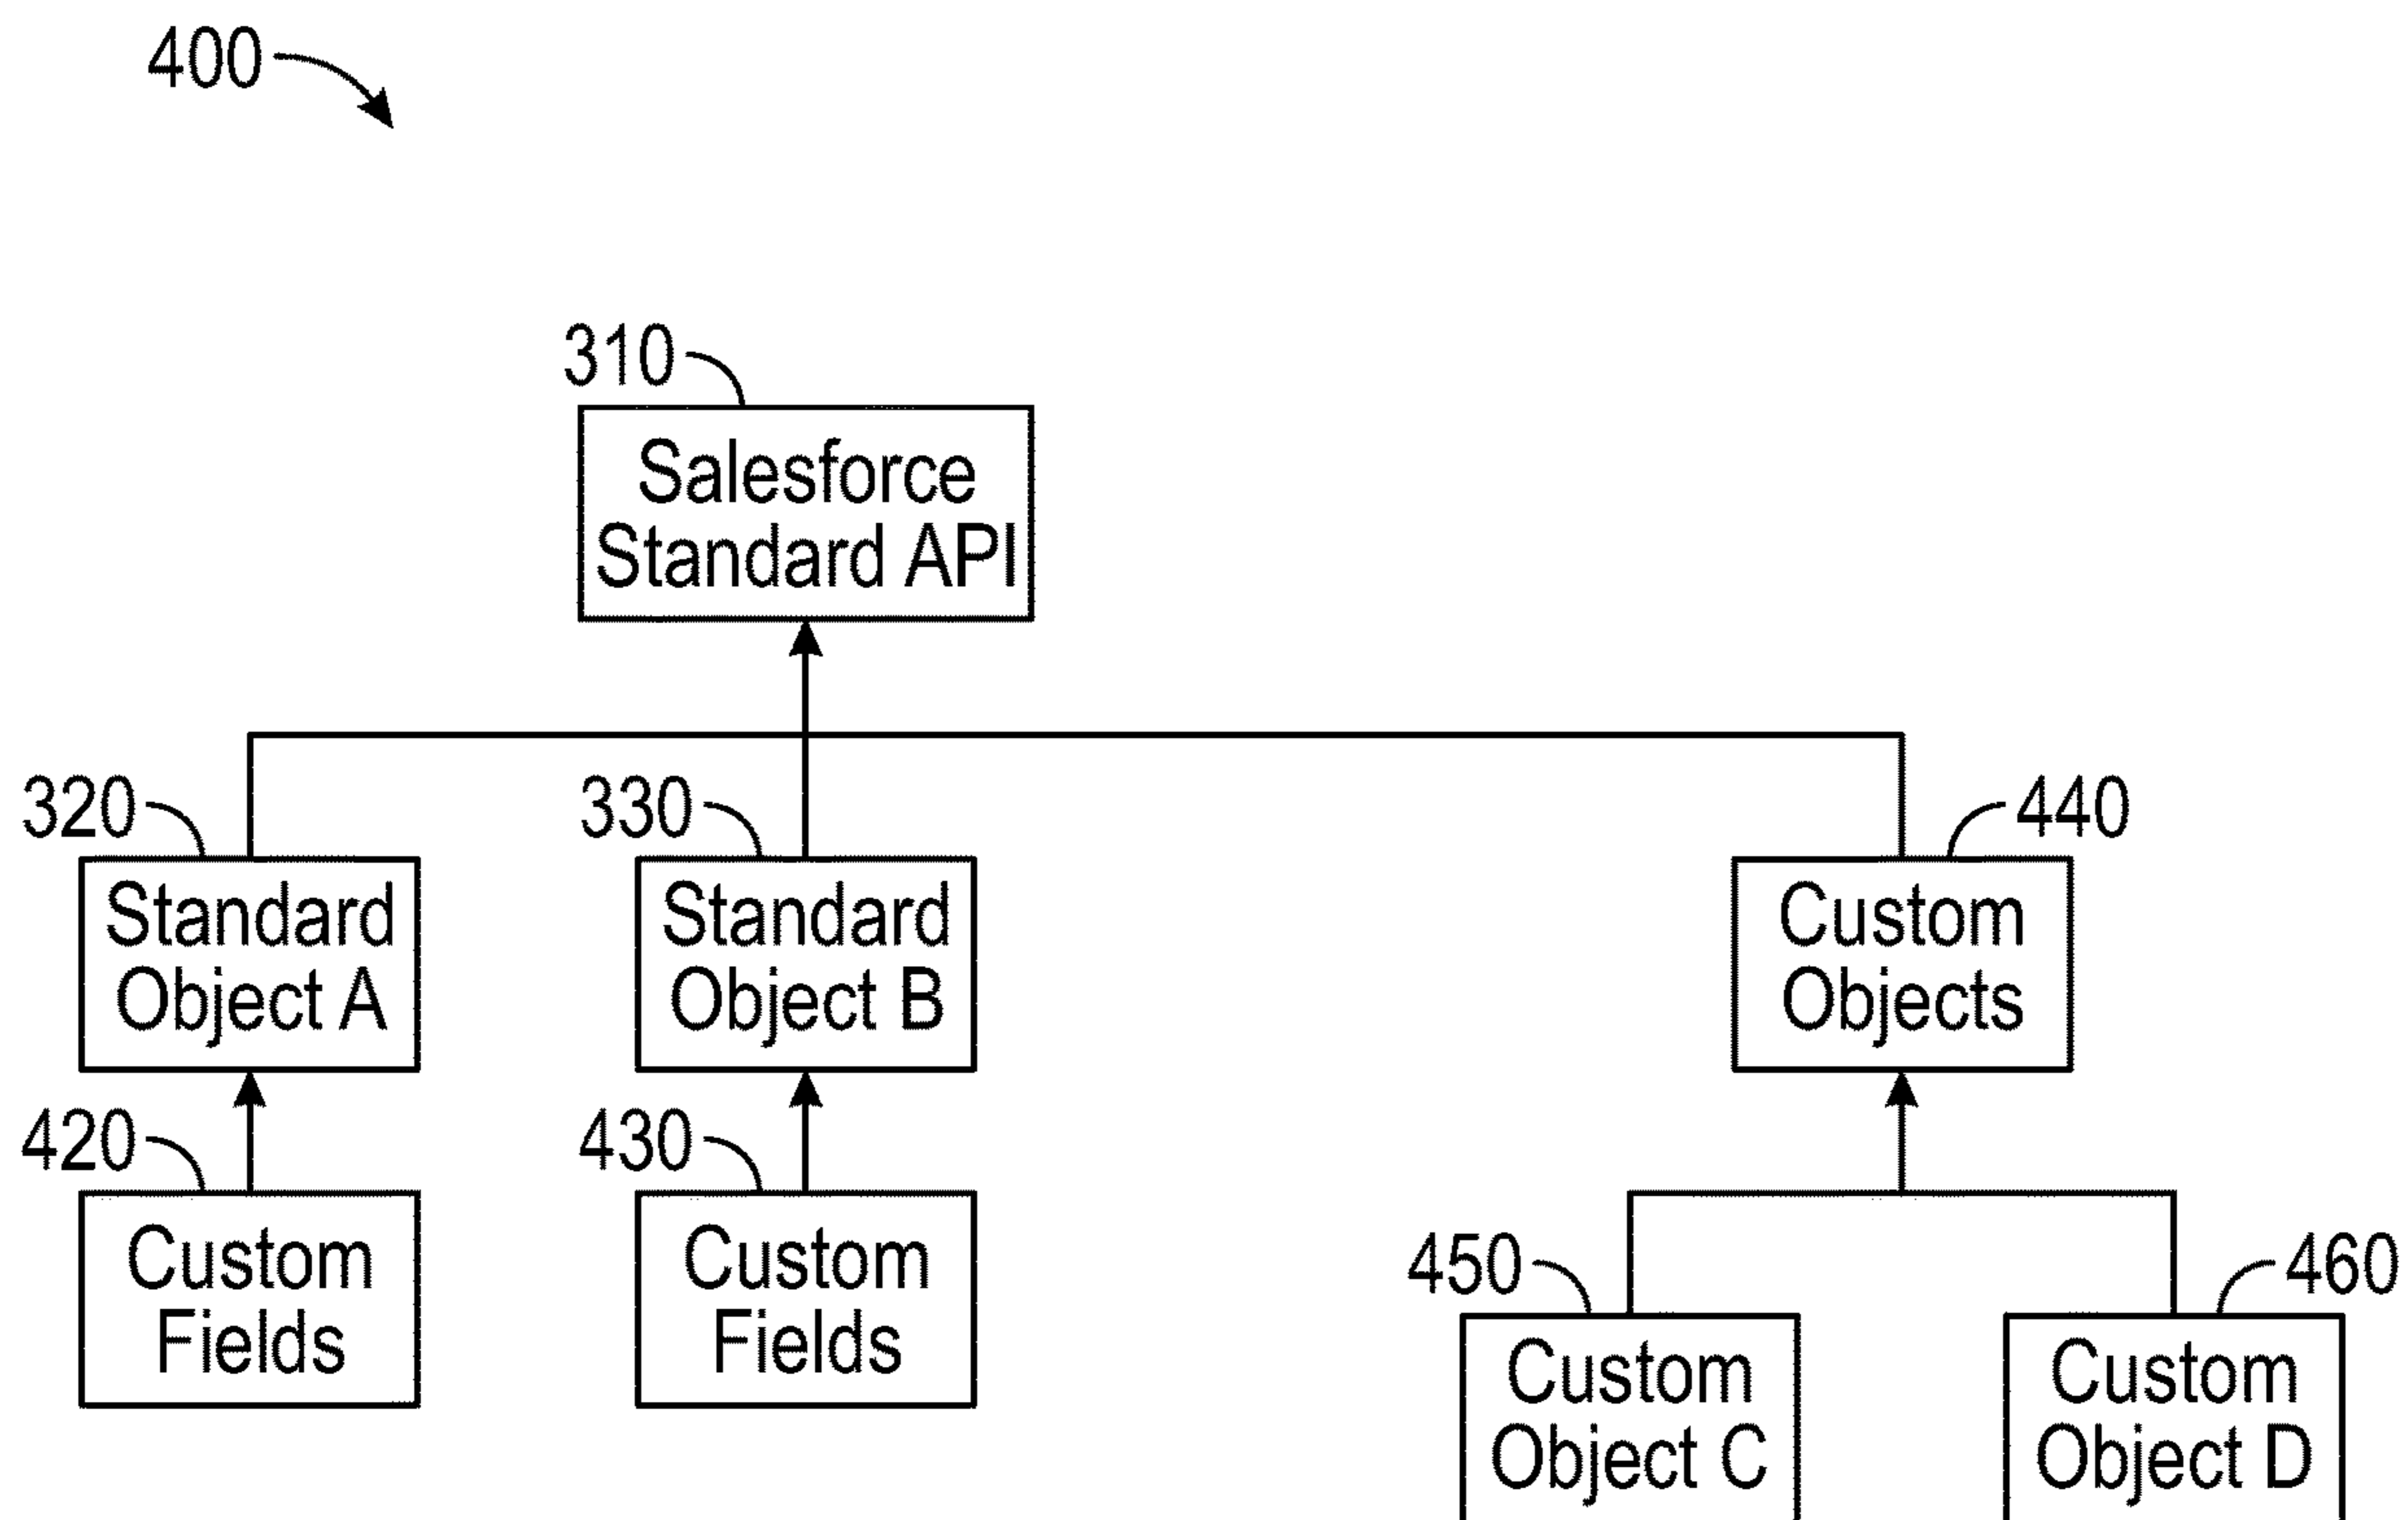 400
310
Salesforce
Standard API
320
330
440
Standard
Object A
Standard
Object B
Custom
Objects
420
430
Custom
Fields
Custom
Fields
450
460
Custom
Object C
Custom
Object D